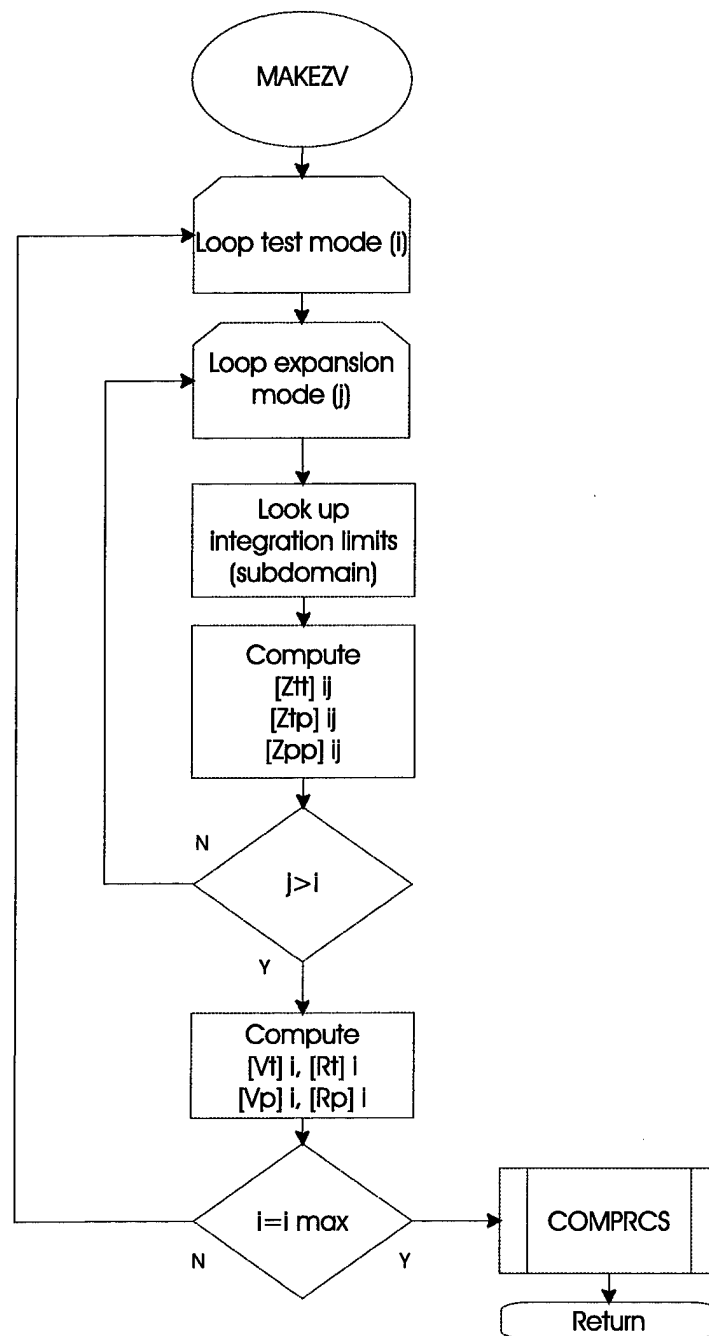 MAKEZV
Loop test mode (i)
Loop expansion
mode (j)
Look up
integration limits
(subdomain)
Compute
[Ztt] ij
[Ztp] ij
[Zpp] ij
N
j>i
Y
Compute
[Vt] i, [Rt] i
[Vp] i, [Rp] i
i=i max
N
Y
COMPRCS
Return